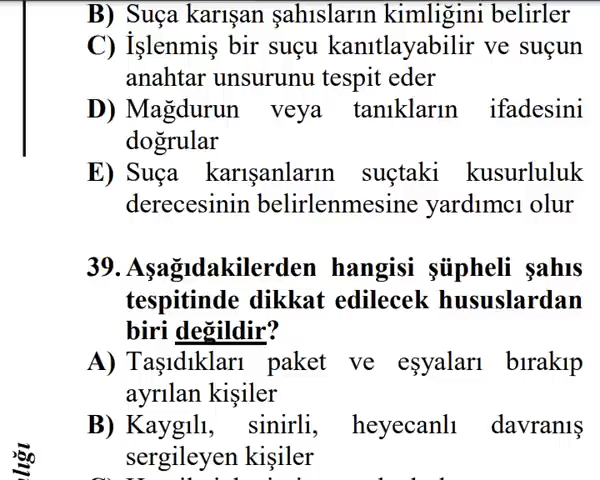 B) Suça karışan şahısların kimliğini belirler
C) İşlenmiş bir suçu kanıtlayabilir ve suçun
anahtar unsurunu tespit eder
D) Mağdurun veya tanıkların ifadesini
doğrular
E) Suça karışanların suçtaki kusurluluk
derecesinin belirlenmesine yardımcı olur
39. Aşağıdakilerden hangisi şüpheli şahıs
tespitinde dikkat edilecek hususlardan
biri değildir?
A) Taşıdıkları paket ve eşyaları bırakıp
ayrılan kişiler
B) Kaygılı, sinirli, heyecanlı davranış
sergileyen kişiler